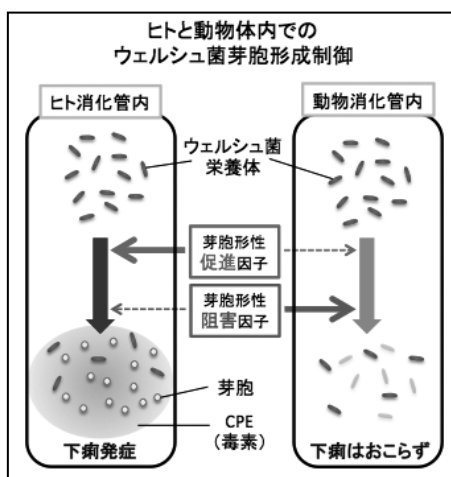 ヒトと動物体内での
ウェルシュ菌芽胞形成制御
ヒト消化管内
動物消化管内
ウェルシュ菌
栄養体
芽胞形性
促進因子
芽胞形性
阻害因子
芽胞
CPE
(毒素)
下痢発症
下痢はおこらず